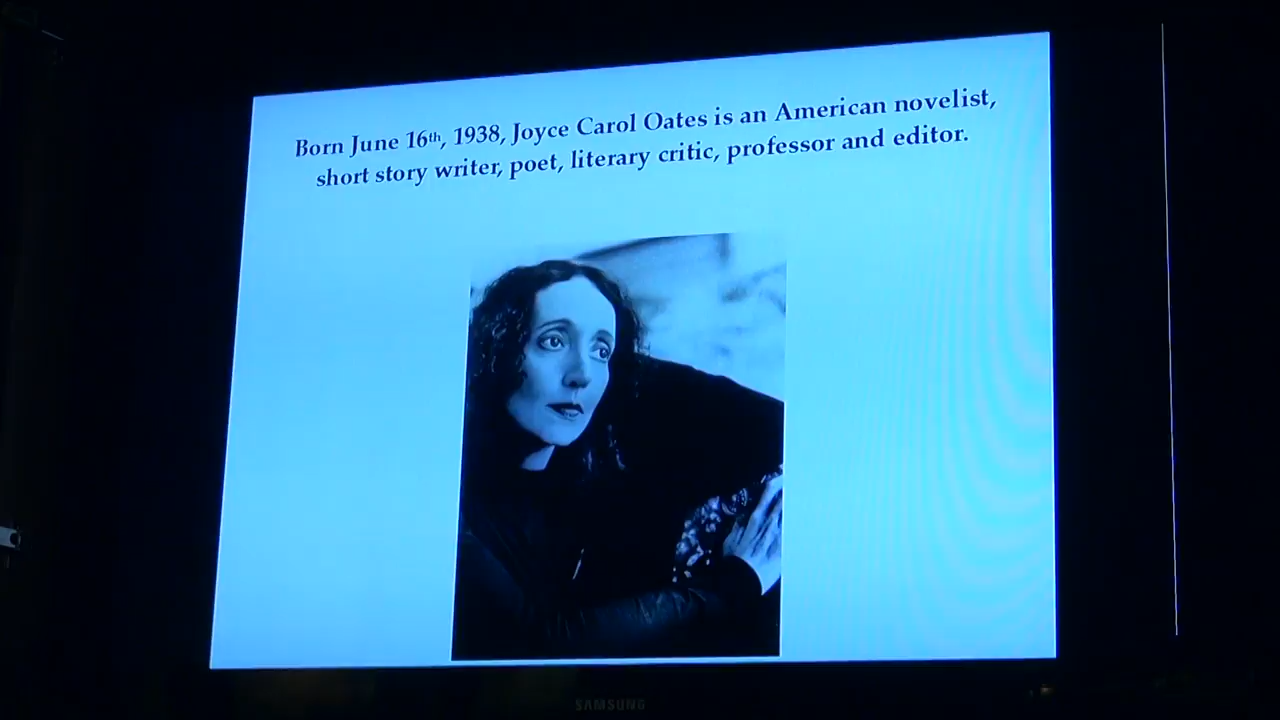 Born June 16th, 1938, Joyce Carol Oates is an American novelist,
short story writer, poet, literary critic, professor and editor.
SAMSUNG